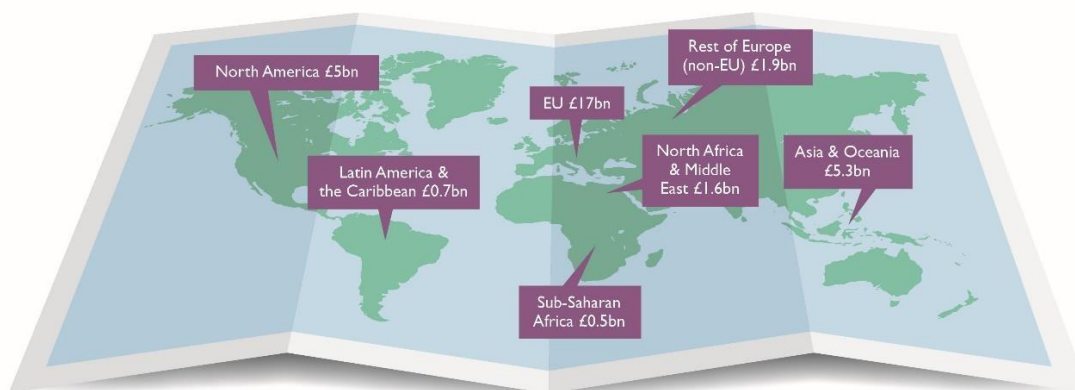 North America £5bn
Latin America &
the Caribbean £0.7bn
EU £17bn
Rest of Europe
(non-EU) £1.9bn
North Africa
& Middle
East £1.6bn
Asia & Oceania
£5.3bn
Sub-Saharan
Africa £0.5bn